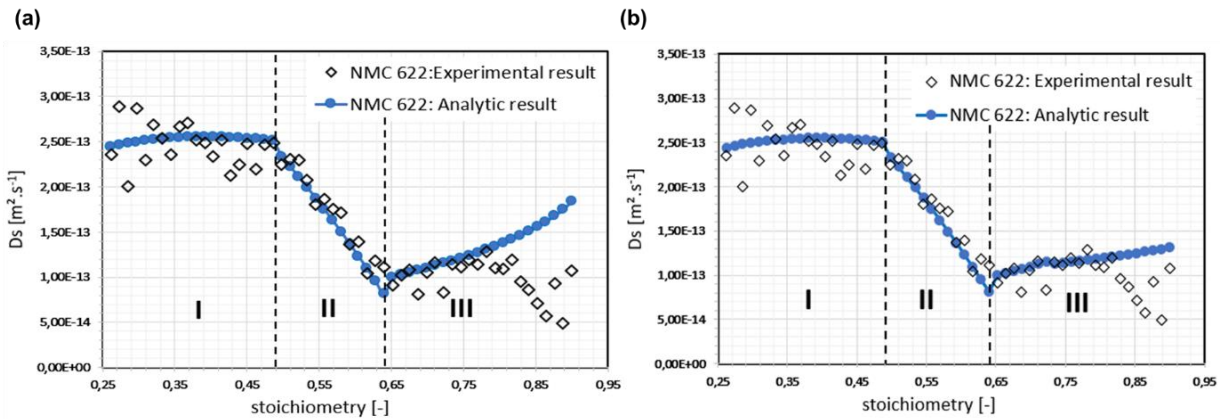 (a)
3,50E-13
3,00E-13
2,50E-13
2,00E-13
1,50E-13
1,00E-13
5,00E-14
0,00E+00
Ds [m².s⁻¹]
NMC 622:Experimental result
NMC 622: Analytic result
I
II
III
0,25 0,35 0,45 0,55 0,65 0,75 0,85 0,95
stoichiometry [-]
(b)
3,50E-13
3,00E-13
2,50E-13
2,00E-13
1,50E-13
1,00E-13
5,00E-14
0,00E+00
Ds [m².s⁻¹]
NMC 622: Experimental result
NMC 622: Analytic result
I
II
III
0,25 0,35 0,45 0,55 0,65 0,75 0,85 0,95
stoichiometry [-]